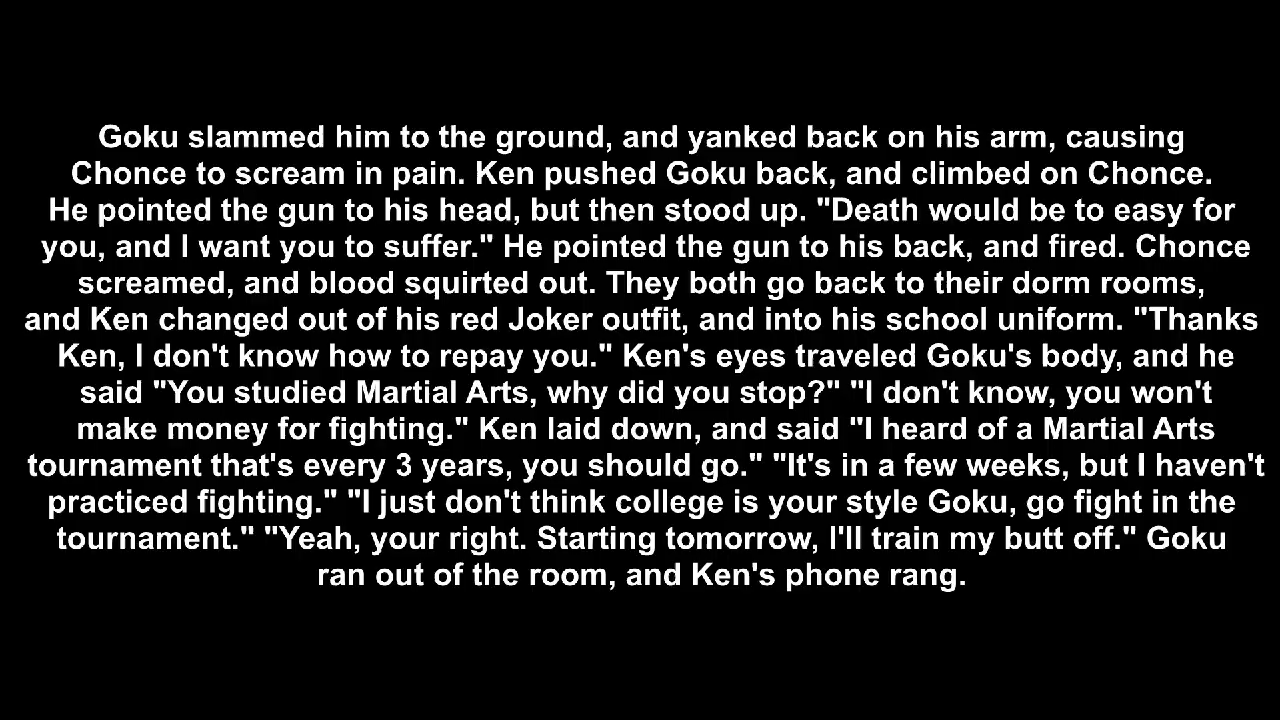 Goku slammed him to the ground, and yanked back on his arm, causing
Chonce to scream in pain. Ken pushed Goku back, and climbed on Chonce.
He pointed the gun to his head, but then stood up. "Death would be to easy for
you, and I want you to suffer." He pointed the gun to his back, and fired. Chonce
screamed, and blood squirted out. They both go back to their dorm rooms,
and Ken changed out of his red Joker outfit, and into his school uniform. "Thanks
Ken, I don't know how to repay you." Ken's eyes traveled Goku's body, and he
said "You studied Martial Arts, why did you stop?" "I don't know, you won't
make money for fighting." Ken laid down, and said "I heard of a Martial Arts
tournament that's every 3 years, you should go." "It's in a few weeks, but I haven't
practiced fighting." "I just don't think college is your style Goku, go fight in the
tournament." "Yeah, your right. Starting tomorrow, I'll train my butt off." Goku
ran out of the room, and Ken's phone rang.